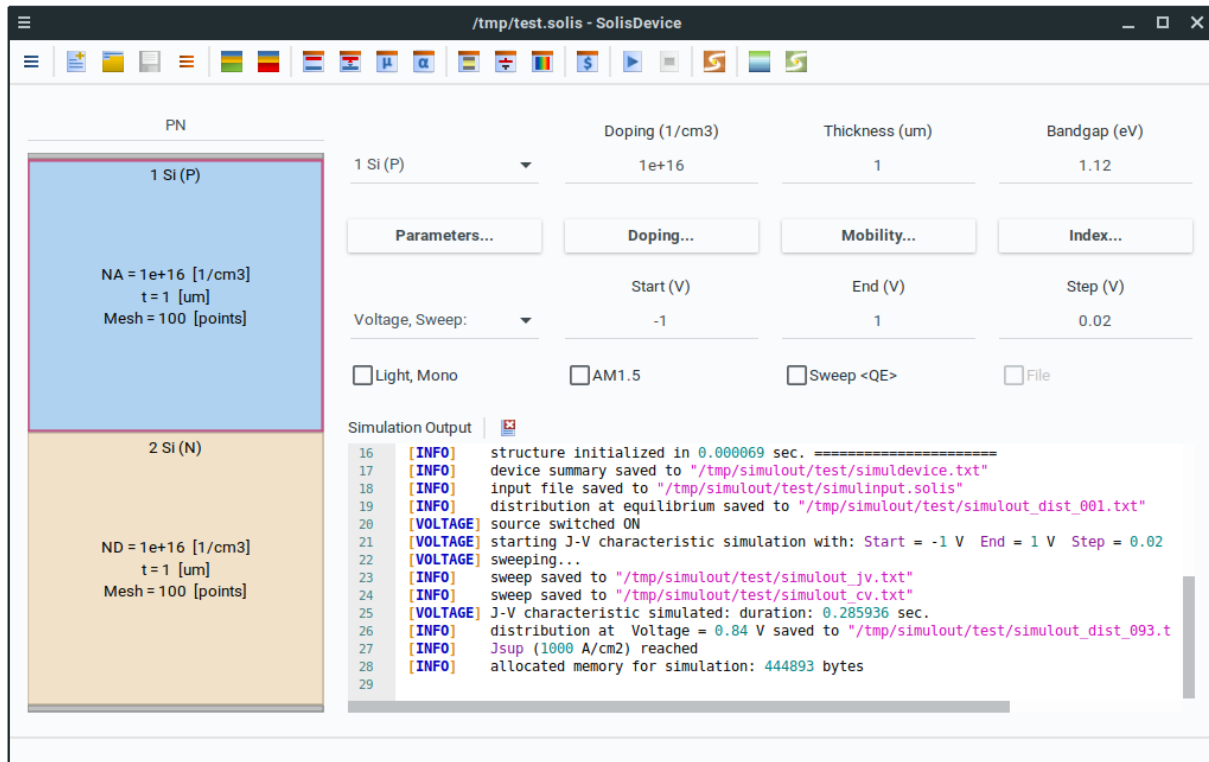 /tmp/test.solis - SolisDevice
µ α $
PN
1 Si (P)
NA = 1e+16 [1/cm3]
t = 1 [um]
Mesh = 100 [points]
2 Si (N)
ND = 1e+16 [1/cm3]
t = 1 [um]
Mesh = 100 [points]
Doping (1/cm3) Thickness (um) Bandgap (eV)
1 Si (P) 1e+16 1 1.12
Parameters... Doping... Mobility... Index...
Start (V) End (V) Step (V)
Voltage, Sweep: -1 1 0.02
Light, Mono AM1.5 Sweep <QE> File
Simulation Output
16 [INFO] structure initialized in 0.000069 sec. ======================
17 [INFO] device summary saved to "/tmp/simulout/test/simuldevice.txt"
18 [INFO] input file saved to "/tmp/simulout/test/simulinput.solis"
19 [INFO] distribution at equilibrium saved to "/tmp/simulout/test/simulout_dist_001.txt"
20 [VOLTAGE] source switched ON
21 [VOLTAGE] starting J-V characteristic simulation with: Start = -1 V End = 1 V Step = 0.02
22 [VOLTAGE] sweeping...
23 [INFO] sweep saved to "/tmp/simulout/test/simulout_jv.txt"
24 [INFO] sweep saved to "/tmp/simulout/test/simulout_cv.txt"
25 [VOLTAGE] J-V characteristic simulated: duration: 0.285936 sec.
26 [INFO] distribution at Voltage = 0.84 V saved to "/tmp/simulout/test/simulout_dist_093.t
27 [INFO] Jsup (1000 A/cm2) reached
28 [INFO] allocated memory for simulation: 444893 bytes
29